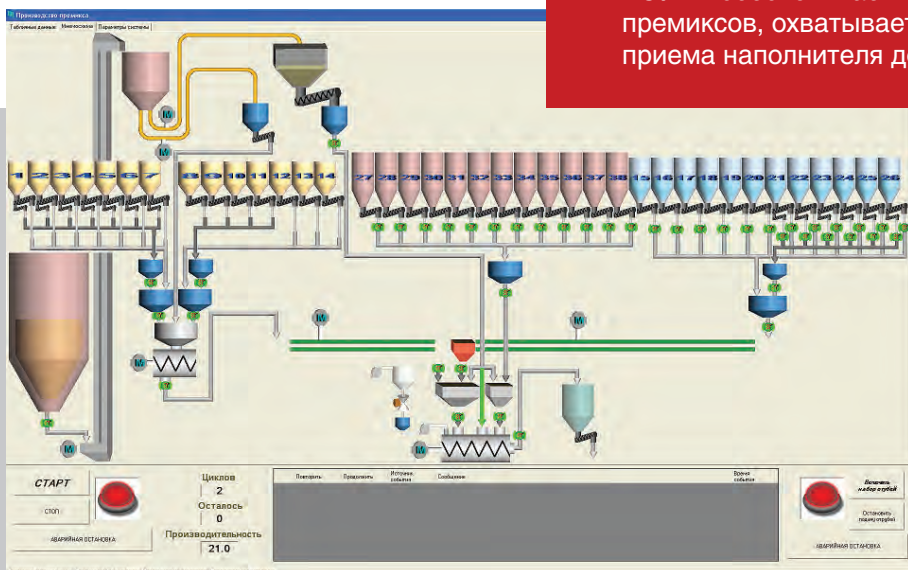 премиксов, охватывает
приема наполнителя д
Производство премикса
Табличные данные Мнемосхема Параметры системы
1 2 3 4 5 6 7
8 9 10 11 12 13 14
27 28 29 30 31 32 33 34 35 36 37 38
15 16 17 18 19 20 21 22 23 24 25 26
М
М
М
М
М
М
М
СТАРТ
СТОП
АВАРИЙНАЯ ОСТАНОВКА
Циклов
2
Осталось
0
Производительность
21.0
Повторить Продолжить Источник события Сообщение Время события
Включить набор отрубей
Остановить подачу отрубей
АВАРИЙНАЯ ОСТАНОВКА